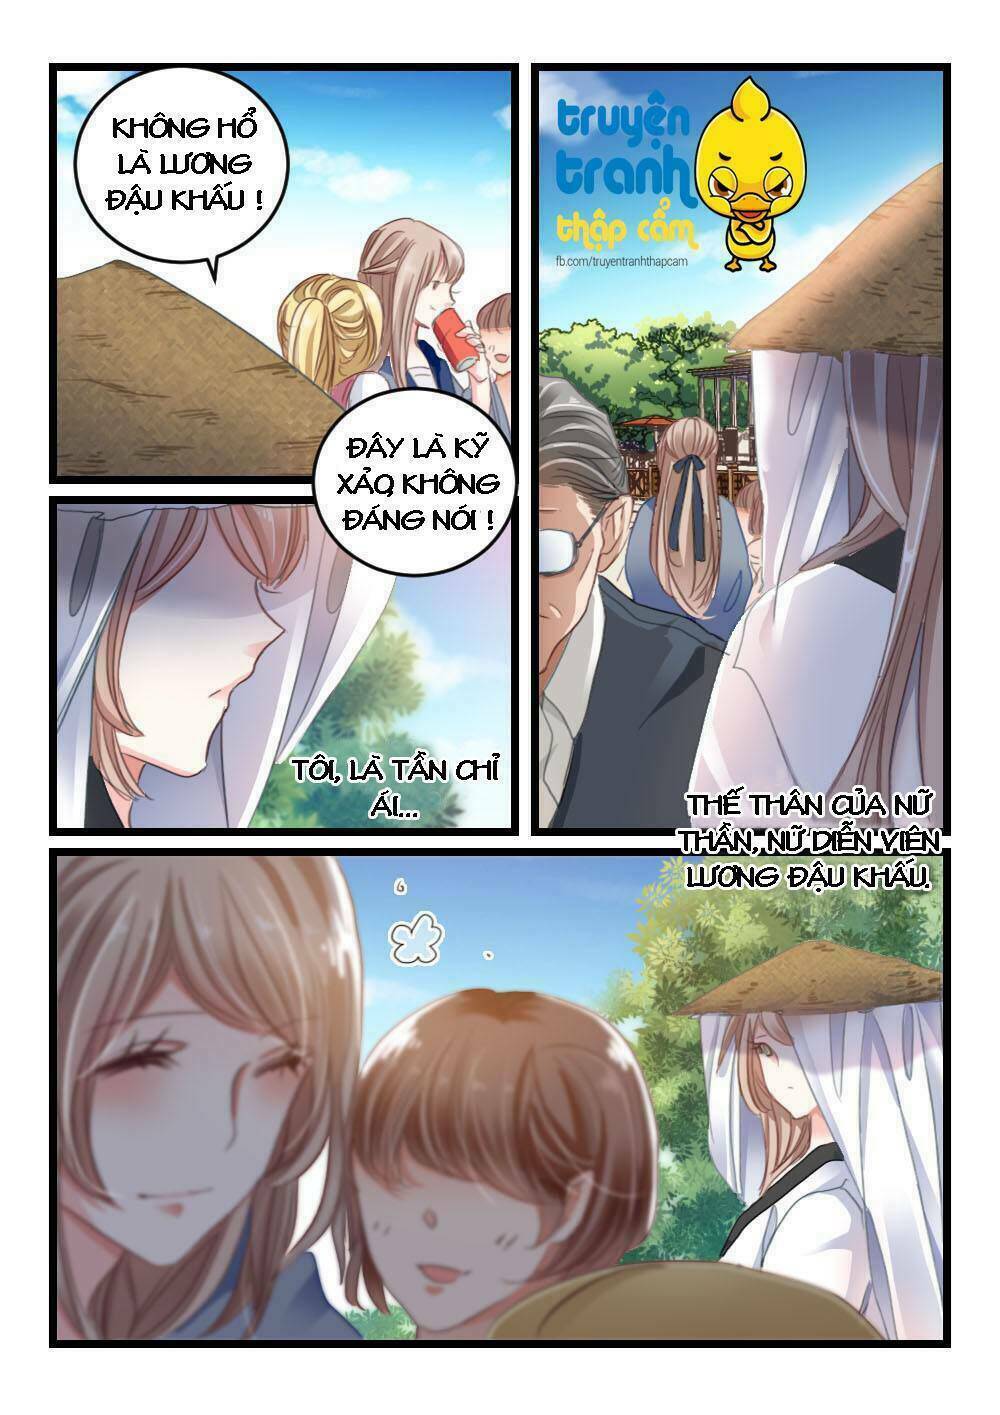 KHÔNG HỔ
LÀ LƯƠNG
ĐẬU KHẤU !
ĐÂY LÀ KỸ
XẢO, KHÔNG
ĐÁNG NÓI !
truyện
tranh
thập cẩm
fb.com/truyentranhthapcam
TÔI, LÀ TẦN CHỈ
ÁI...
THẾ THÂN CỦA NỮ
THẦN, NỮ DIỄN VIÊN
LƯƠNG ĐẬU KHẤU.